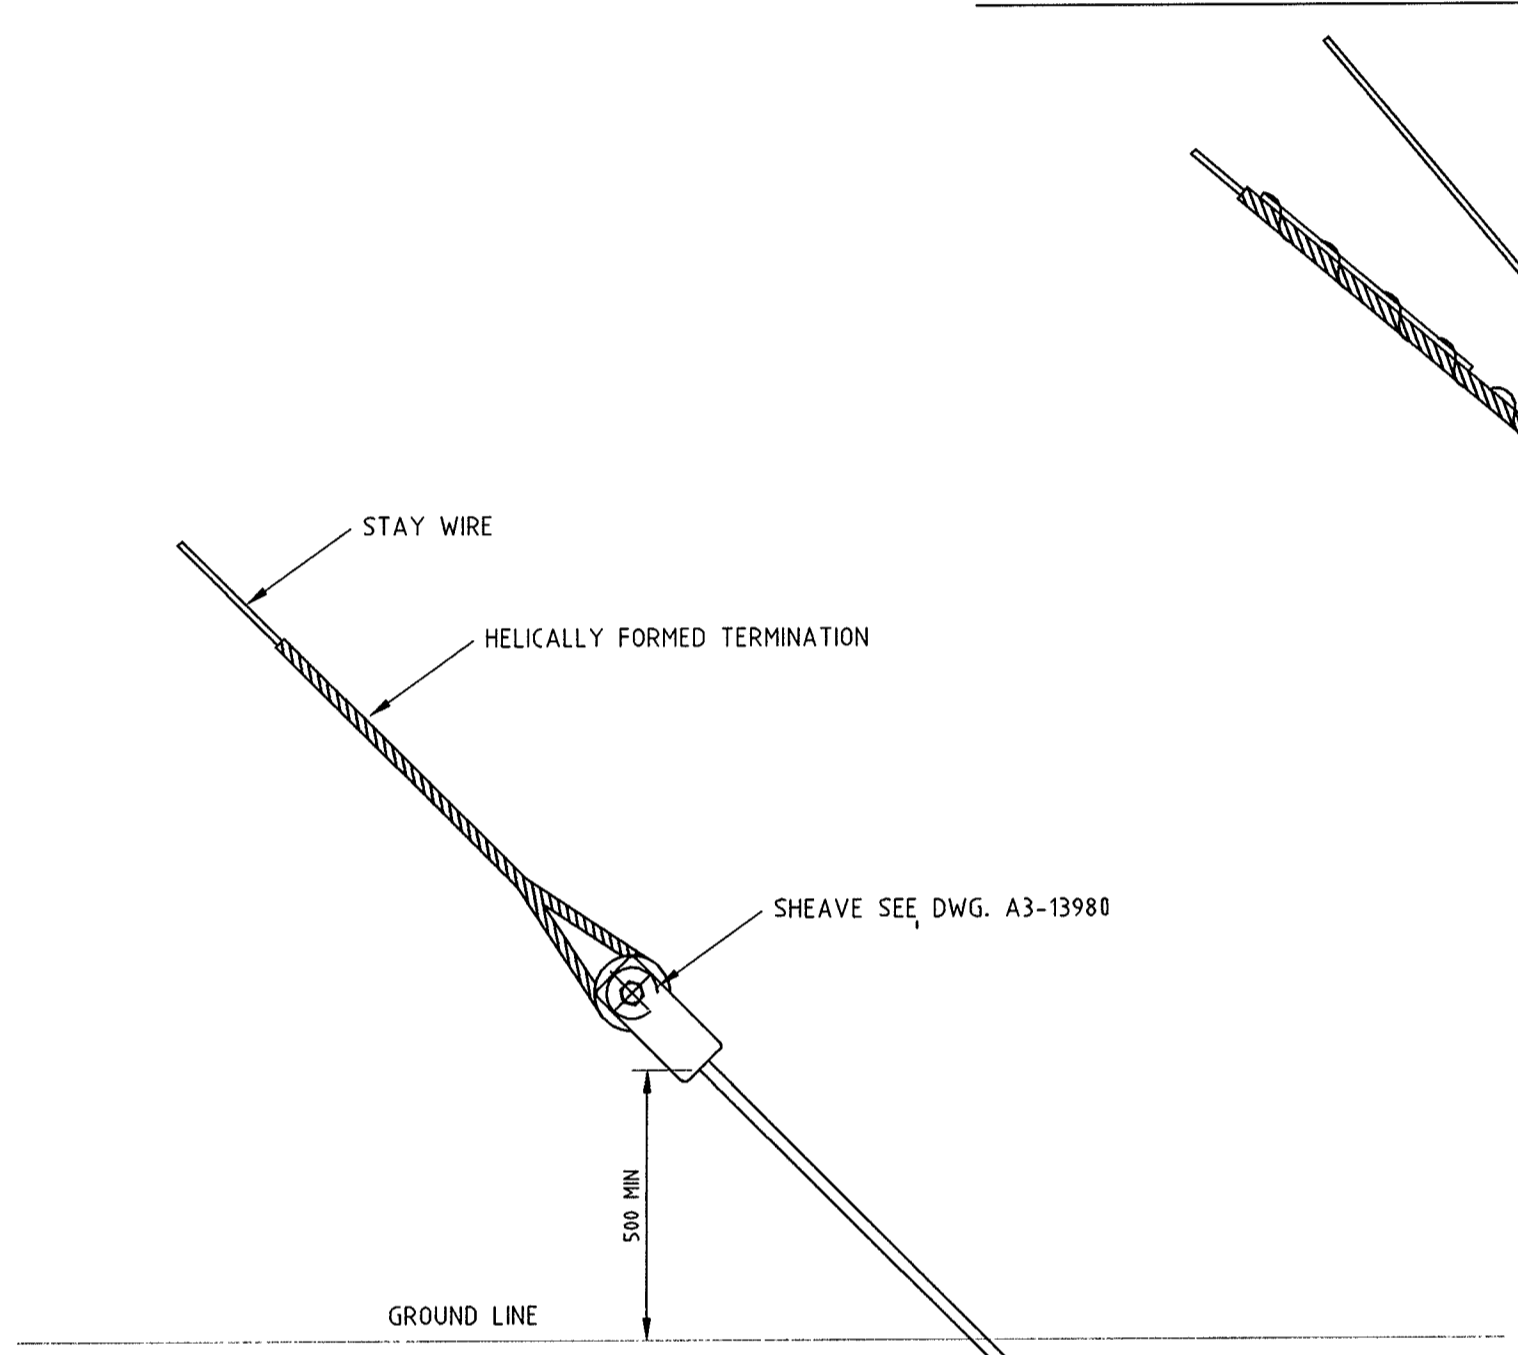 STAY WIRE
HELICALLY FORMED TERMINATION
SHEAVE SEE DWG. A3-13980
500 MIN
GROUND LINE